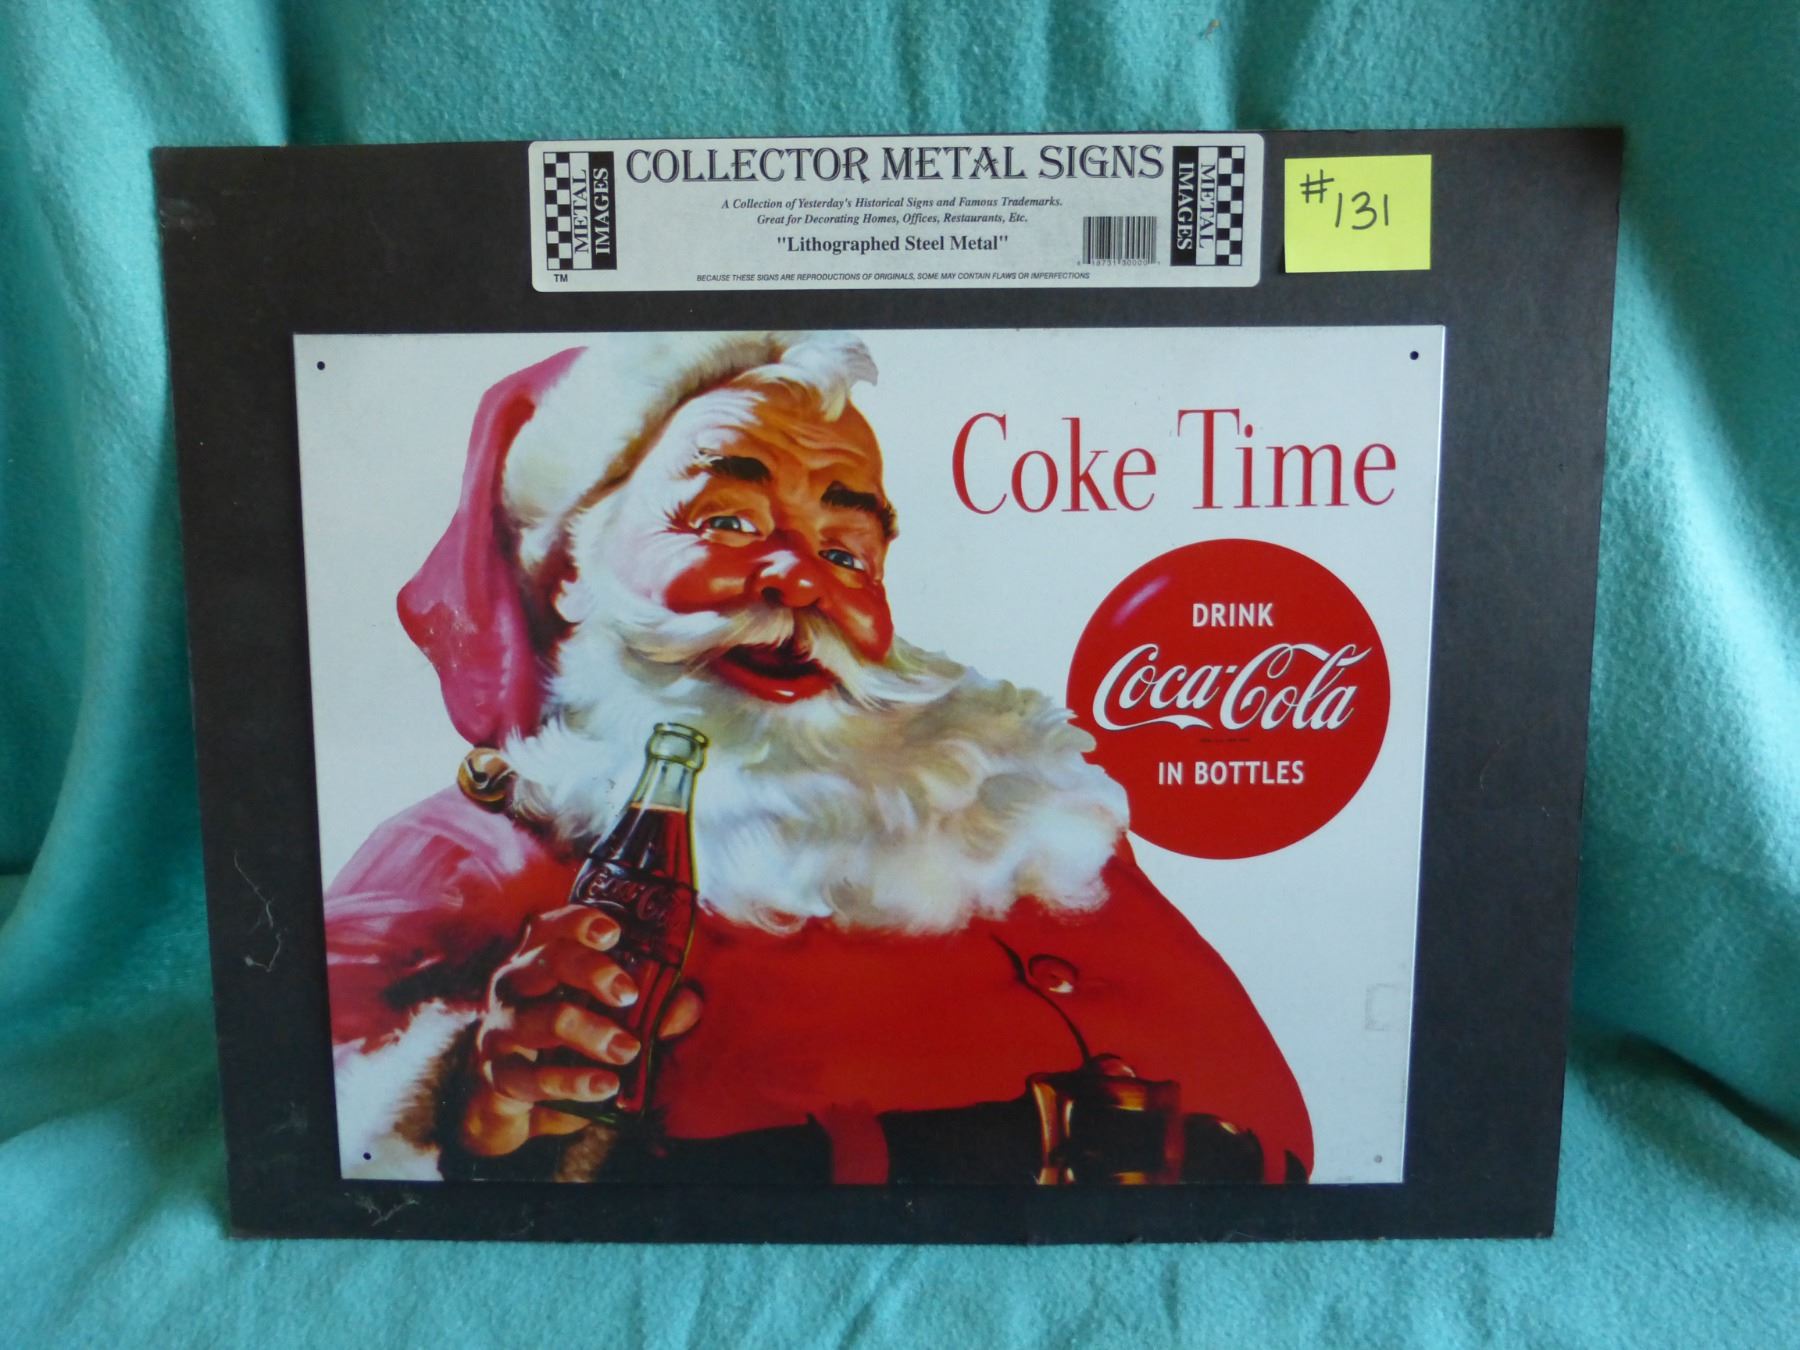 COLLECTOR METAL SIGNS
METAL IMAGES
A Collection of Yesterday's Historical Signs and Famous Trademarks.
Great for Decorating Homes, Offices, Restaurants, Etc.
"Lithographed Steel Metal"
BECAUSE THESE SIGNS ARE REPRODUCTIONS OF ORIGINALS, SOME MAY CONTAIN FLAWS OR IMPERFECTIONS
TM
METAL IMAGES
#131
Coke Time
DRINK
Coca-Cola
IN BOTTLES
Coca-Cola